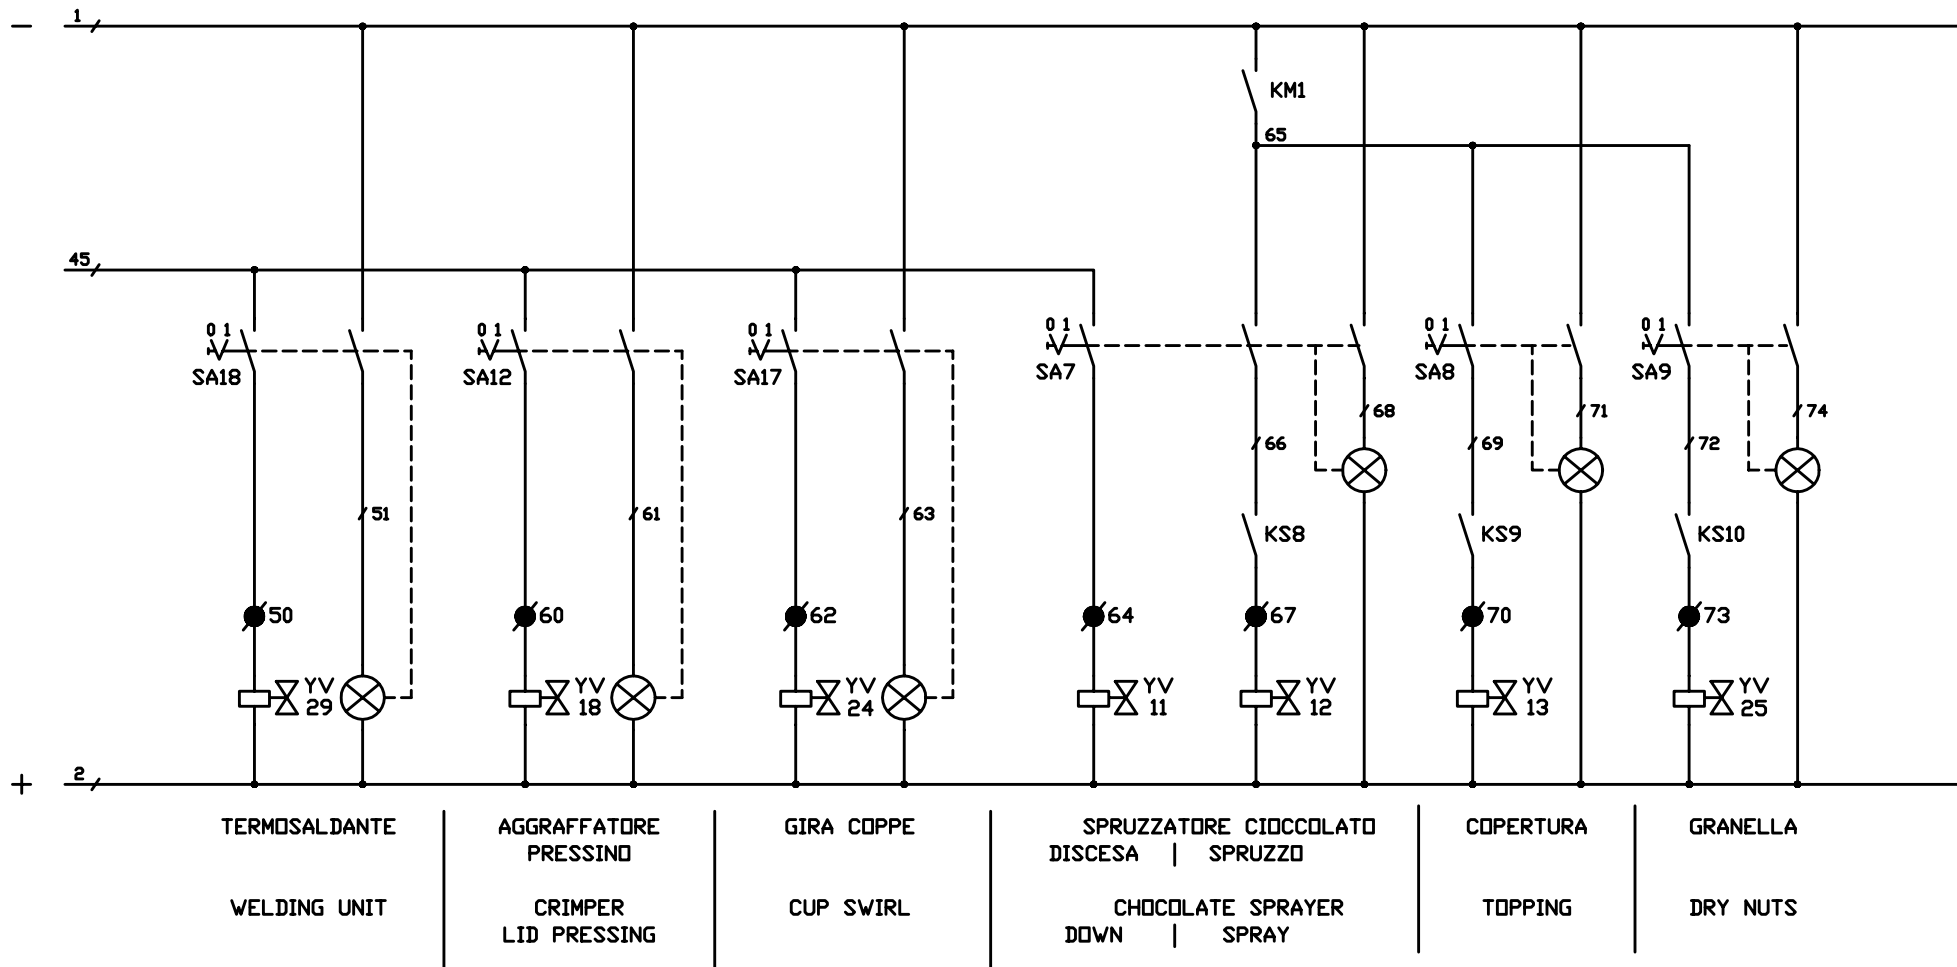 − 1
KM1
65
45
0 1 0 1 0 1 0 1 0 1 0 1
SA18 SA12 SA17 SA7 SA8 SA9
68 71 74
66 69 72
51 61 63
KS8 KS9 KS10
50 60 62 64 67 70 73
YV YV YV YV YV YV YV
29 18 24 11 12 13 25
+ 2
TERMOSALDANTE AGGRAFFATORE GIRA COPPE SPRUZZATORE CIOCCOLATO COPERTURA GRANELLA
PRESSINO DISCESA | SPRUZZO
WELDING UNIT CRIMPER CUP SWIRL CHOCOLATE SPRAYER TOPPING DRY NUTS
LID PRESSING DOWN | SPRAY